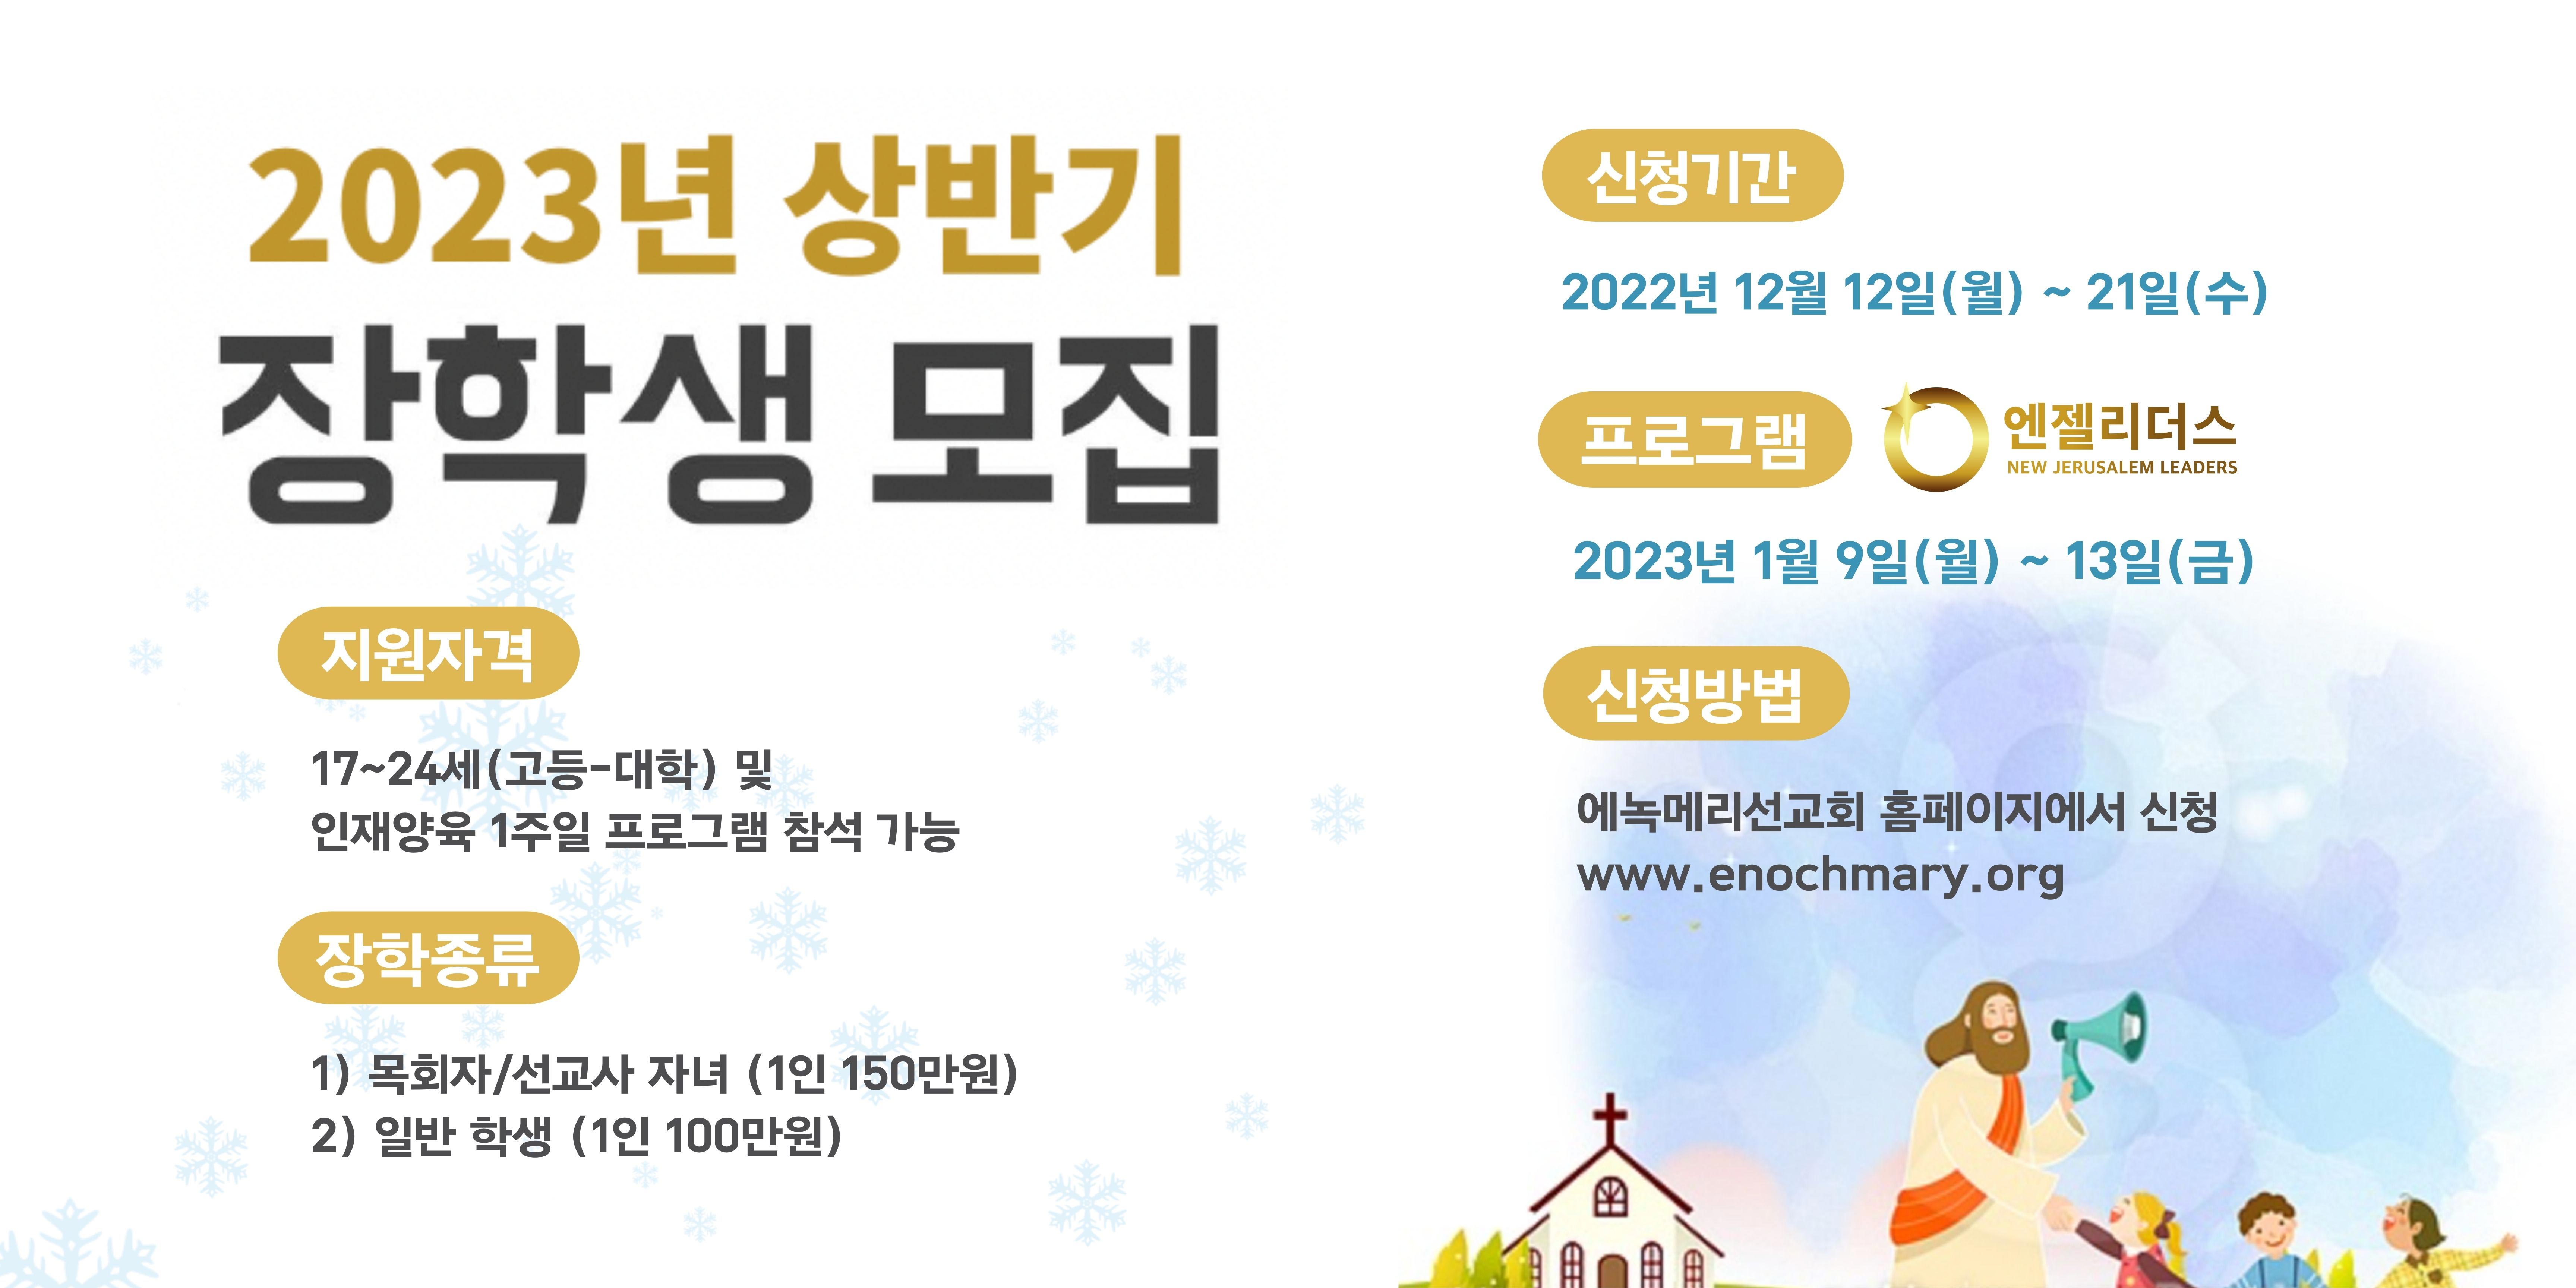 2023년 상반기
장학생 모집
지원자격
17~24세(고등-대학) 및
인재양육 1주일 프로그램 참석 가능
장학종류
1) 목회자/선교사 자녀 (1인 150만원)
2) 일반 학생 (1인 100만원)
신청기간
2022년 12월 12일(월) ~ 21일(수)
프로그램
엔젤리더스
NEW JERUSALEM LEADERS
2023년 1월 9일(월) ~ 13일(금)
신청방법
에녹메리선교회 홈페이지에서 신청
www.enochmary.org